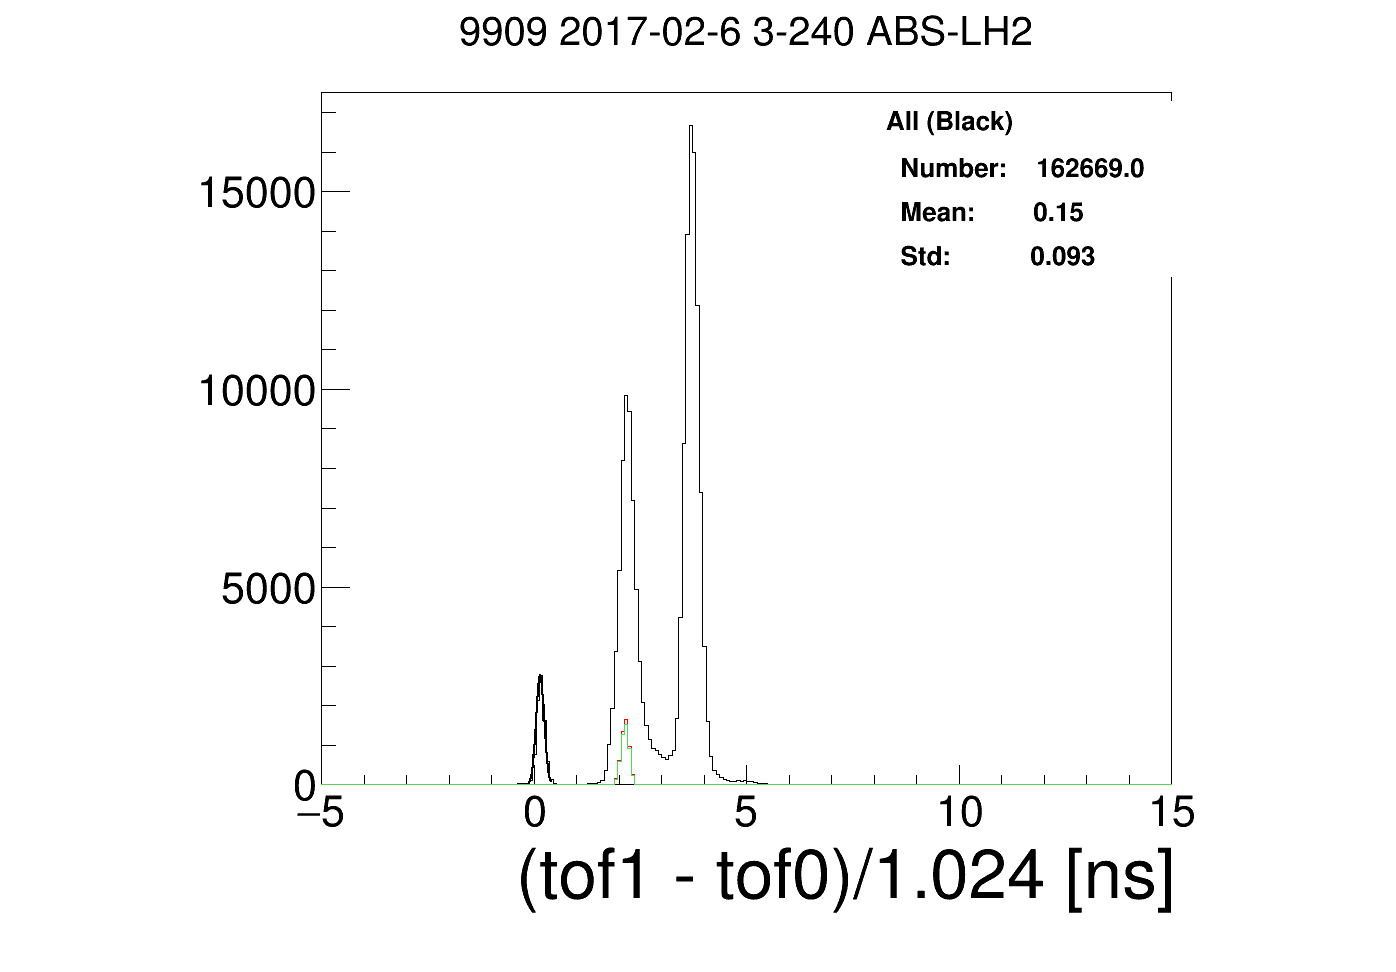 9909 2017-02-6 3-240 ABS-LH2
All (Black)
Number: 162669.0
Mean: 0.15
Std: 0.093
15000
10000
5000
0
−5 0 5 10 15
(tof1 - tof0)/1.024 [ns]